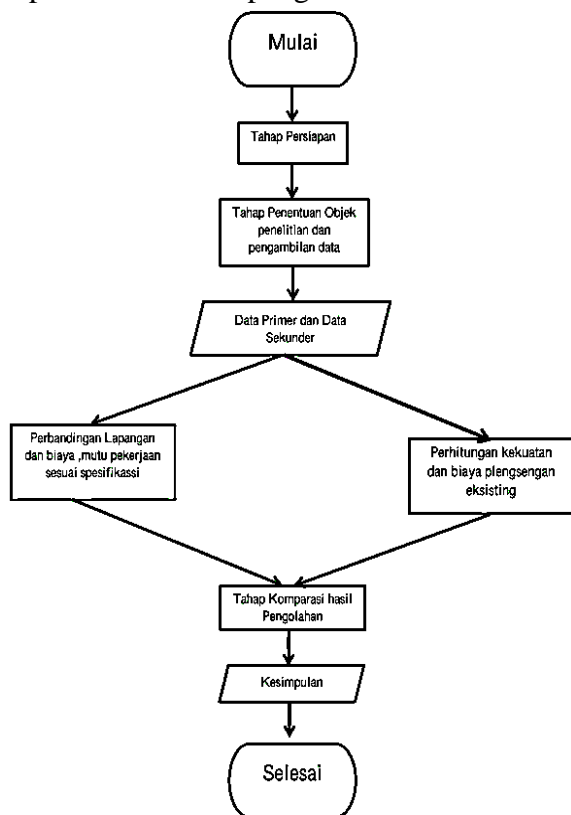 Mulai
Tahap Persiapan
Tahap Penentuan Objek
penelitian dan
pengambilan data
Data Primer dan Data
Sekunder
Perbandingan Lapangan
dan biaya ,mutu pekerjaan
sesuai spesifikassi
Perhitungan kekuatan
dan biaya plengsengan
eksisting
Tahap Komparasi hasil
Pengolahan
Kesimpulan
Selesai